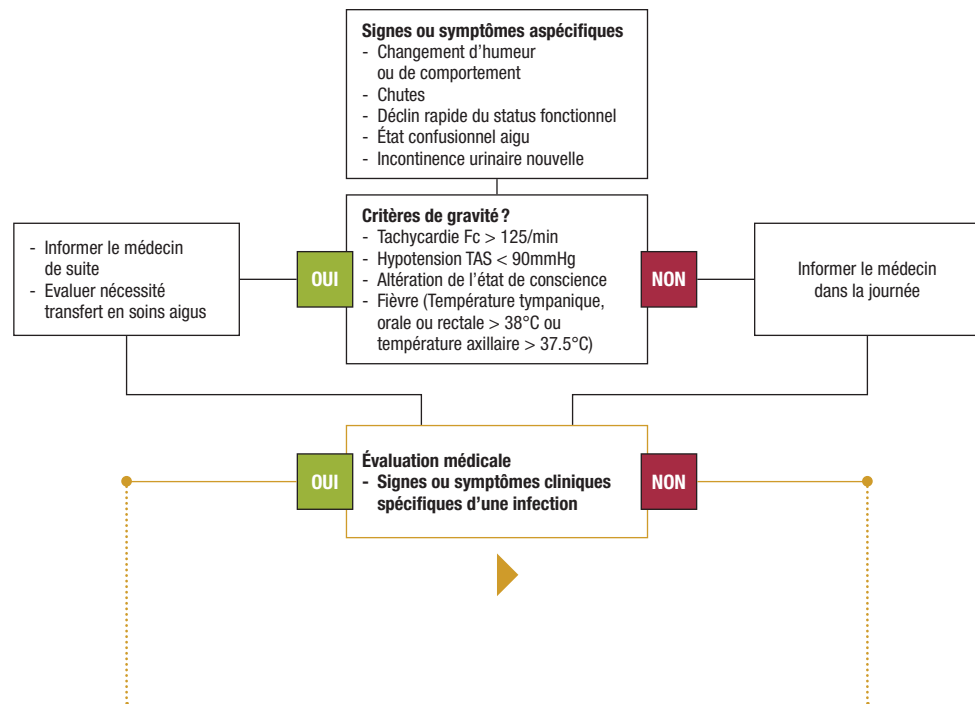 Signes ou symptômes aspécifiques
- Changement d'humeur
ou de comportement
- Chutes
- Déclin rapide du status fonctionnel
- État confusionnel aigu
- Incontinence urinaire nouvelle
- Informer le médecin
de suite
- Evaluer nécessité
transfert en soins aigus
OUI
Critères de gravité ?
- Tachycardie Fc > 125/min
- Hypotension TAS < 90mmHg
- Altération de l'état de conscience
- Fièvre (Température tympanique,
orale ou rectale > 38°C ou
température axillaire > 37.5°C)
NON
Informer le médecin
dans la journée
OUI
Évaluation médicale
- Signes ou symptômes cliniques
spécifiques d'une infection
NON